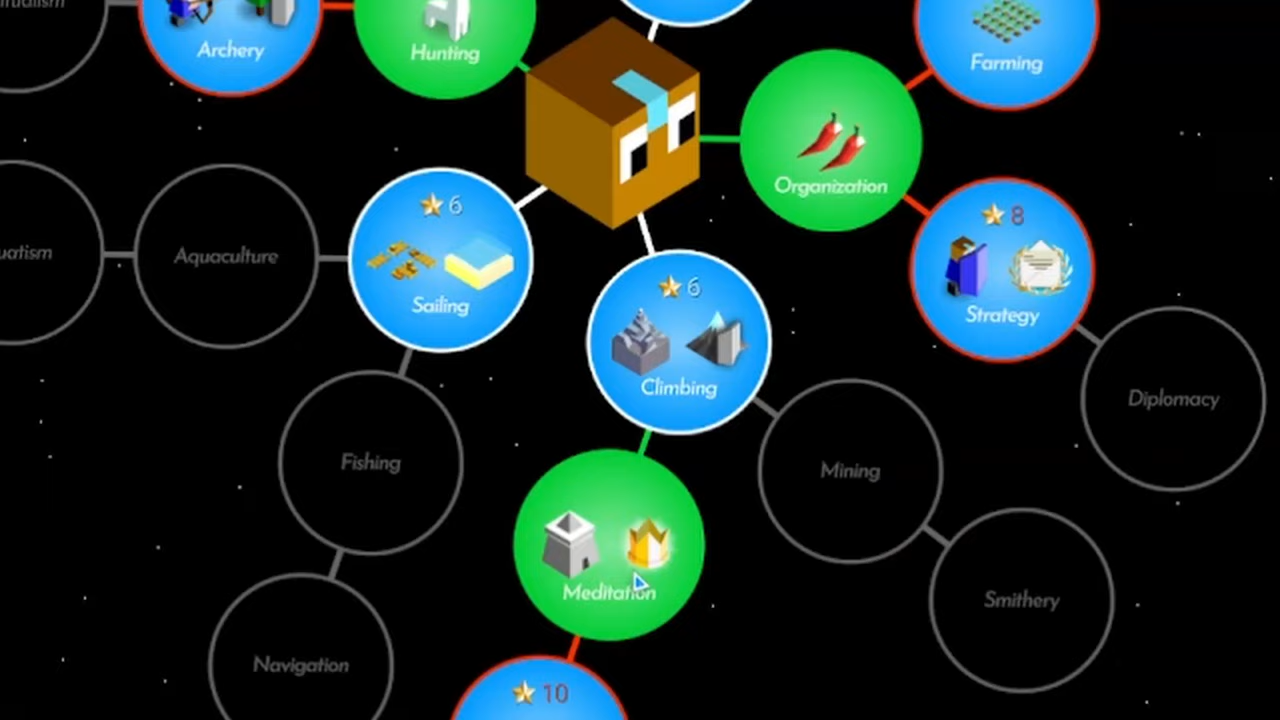 Archery
Hunting
Farming
Organization
6
Sailing
8
Strategy
6
Climbing
Aquaculture
Diplomacy
Fishing
Mining
Meditation
Smithery
Navigation
10